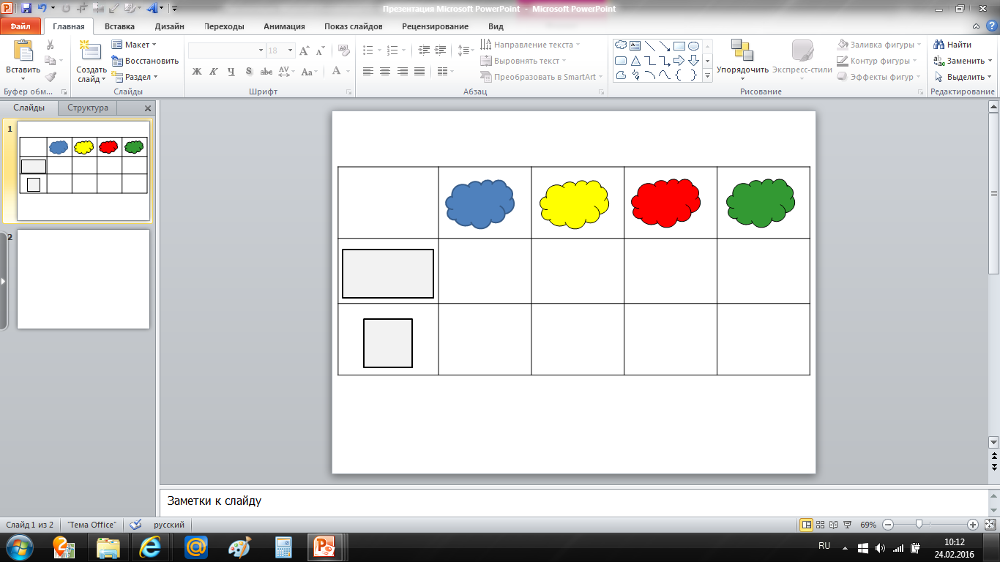 Презентация Microsoft PowerPoint - Microsoft PowerPoint
Файл Главная Вставка Дизайн Переходы Анимация Показ слайдов Рецензирование Вид
Вставить
Буфер обм...
Создать слайд
Макет
Восстановить
Раздел
Слайды
18
Ж К Ч S abc AV Aa A
Шрифт
Направление текста
Выровнять текст
Преобразовать в SmartArt
Абзац
Упорядочить
Экспресс-стили
Заливка фигуры
Контур фигуры
Эффекты фигур
Рисование
Найти
Заменить
Выделить
Редактирование
Слайды Структура
1
2
Заметки к слайду
Слайд 1 из 2 "Тема Office" русский 69%
RU 10:12
24.02.2016